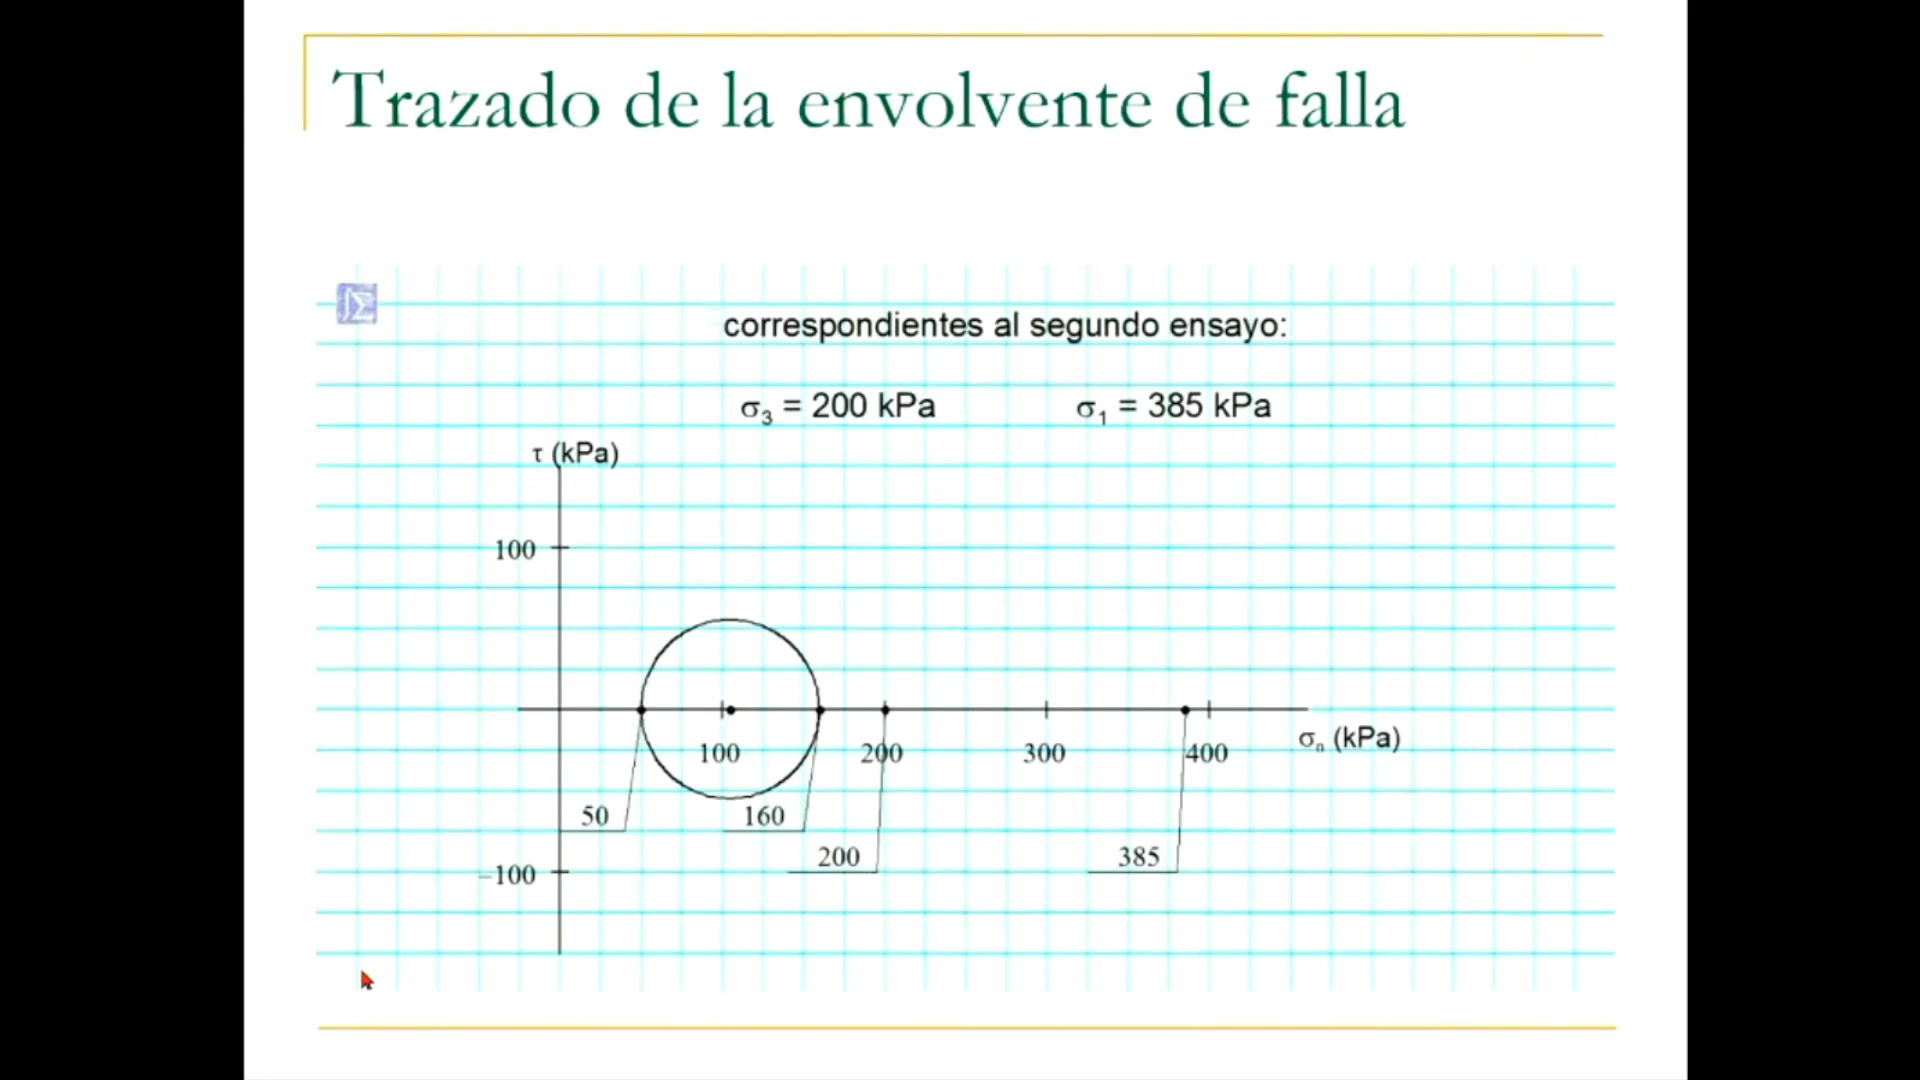 Trazado de la envolvente de falla
∫Σ
correspondientes al segundo ensayo:
σ₃ = 200 kPa σ₁ = 385 kPa
τ (kPa)
100
100 200 300 400 σₙ (kPa)
50 160
200 385
–100